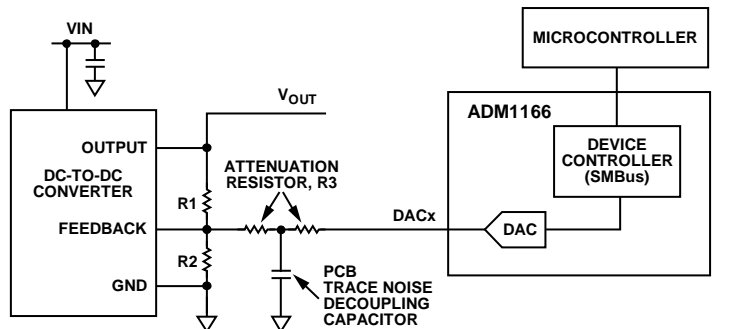 VIN
MICROCONTROLLER
VOUT
ADM1166
OUTPUT
DC-TO-DC
CONVERTER
ATTENUATION
RESISTOR, R3
DEVICE
CONTROLLER
(SMBus)
R1
FEEDBACK
DACx
DAC
R2
GND
PCB
TRACE NOISE
DECOUPLING
CAPACITOR